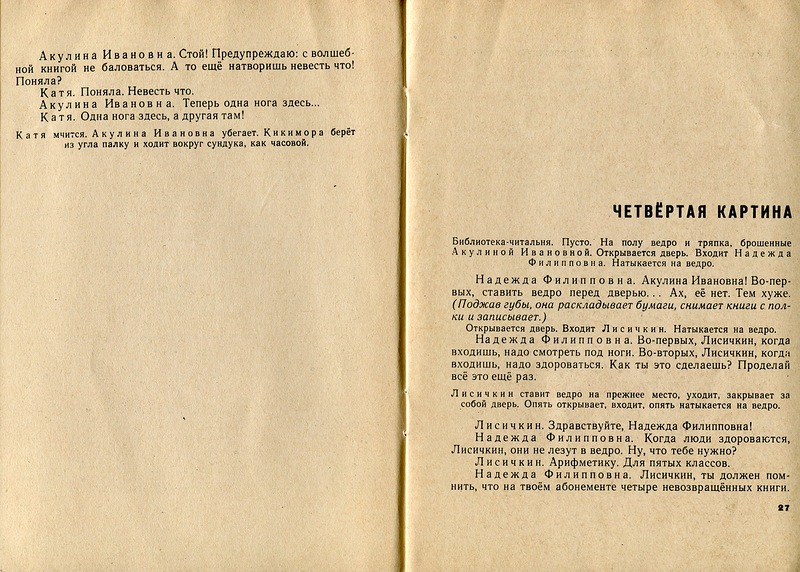 Акулина Ивановна. Стой! Предупреждаю: с волшеб-
ной книгой не баловаться. А то ещё натворишь невесть что!
Поняла?
Катя. Поняла. Невесть что.
Акулина Ивановна. Теперь одна нога здесь...
Катя. Одна нога здесь, а другая там!
Катя мчится. Акулина Ивановна убегает. Кикимора берёт
из угла палку и ходит вокруг сундука, как часовой.
ЧЕТВЁРТАЯ КАРТИНА
Библиотека-читальня. Пусто. На полу ведро и тряпка, брошенные
Акулиной Ивановной. Открывается дверь. Входит Надежда
Филипповна. Натыкается на ведро.
Надежда Филипповна. Акулина Ивановна! Во-пер-
вых, ставить ведро перед дверью... Ах, её нет. Тем хуже.
(Поджав губы, она раскладывает бумаги, снимает книги с пол-
ки и записывает.)
Открывается дверь. Входит Лисичкин. Натыкается на ведро.
Надежда Филипповна. Во-первых, Лисичкин, когда
входишь, надо смотреть под ноги. Во-вторых, Лисичкин, когда
входишь, надо здороваться. Как ты это сделаешь? Проделай
всё это ещё раз.
Лисичкин ставит ведро на прежнее место, уходит, закрывает за
собой дверь. Опять открывает, входит, опять натыкается на ведро.
Лисичкин. Здравствуйте, Надежда Филипповна!
Надежда Филипповна. Когда люди здороваются,
Лисичкин, они не лезут в ведро. Ну, что тебе нужно?
Лисичкин. Арифметику. Для пятых классов.
Надежда Филипповна. Лисичкин, ты должен пом-
нить, что на твоём абонементе четыре невозвращённых книги.
27